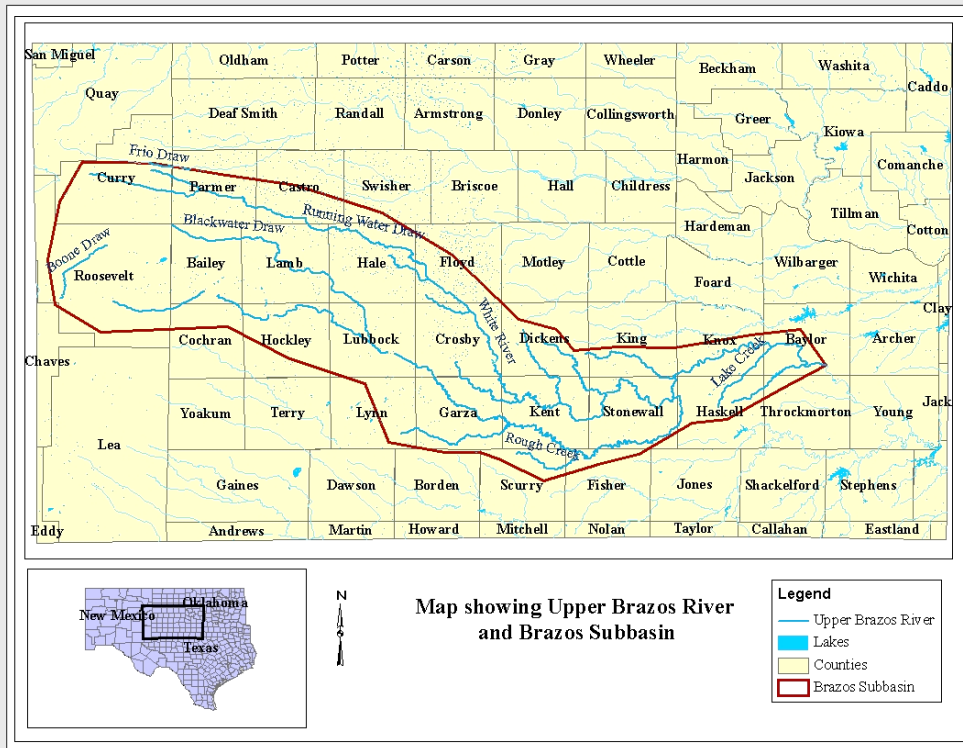 San Miguel
Oldham
Potter
Carson
Gray
Wheeler
Beckham
Washita
Caddo
Quay
Deaf Smith
Randall
Armstrong
Donley
Collingsworth
Greer
Kiowa
Frio Draw
Harmon
Comanche
Curry
Parmer
Castro
Swisher
Briscoe
Hall
Childress
Jackson
Tillman
Running Water Draw
Blackwater Draw
Hardeman
Cotton
Boone Draw
Roosevelt
Bailey
Lamb
Hale
Floyd
Motley
Cottle
Foard
Wilbarger
Wichita
Clay
White River
Chaves
Cochran
Hockley
Lubbock
Crosby
Dickens
King
Knox
Lake Creek
Baylor
Archer
Yoakum
Terry
Lynn
Garza
Kent
Stonewall
Haskell
Throckmorton
Young
Jack
Lea
Rough Creek
Gaines
Dawson
Borden
Scurry
Fisher
Jones
Shackelford
Stephens
Eddy
Andrews
Martin
Howard
Mitchell
Nolan
Taylor
Callahan
Eastland
New Mexico
Oklahoma
Texas
N
Map showing Upper Brazos River
and Brazos Subbasin
Legend
Upper Brazos River
Lakes
Counties
Brazos Subbasin